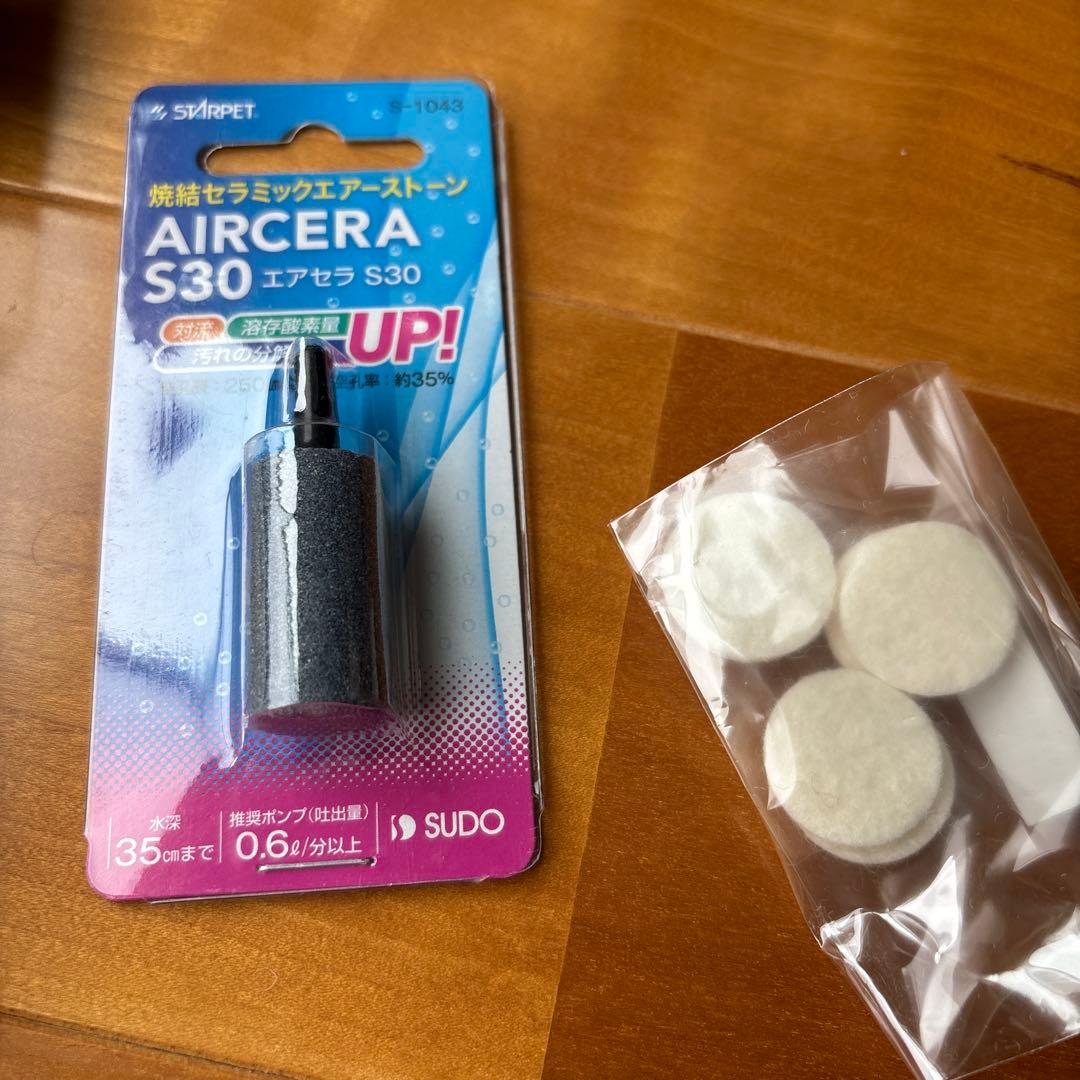 STARPET
S-1043
焼結セラミックエアーストーン
AIRCERA
S30 エアセラ S30
対流 溶存酸素量
汚れの分解 UP!
:250 孔率:約35%
水深
35cmまで
推奨ポンプ(吐出量)
0.6ℓ/分以上
SUDO